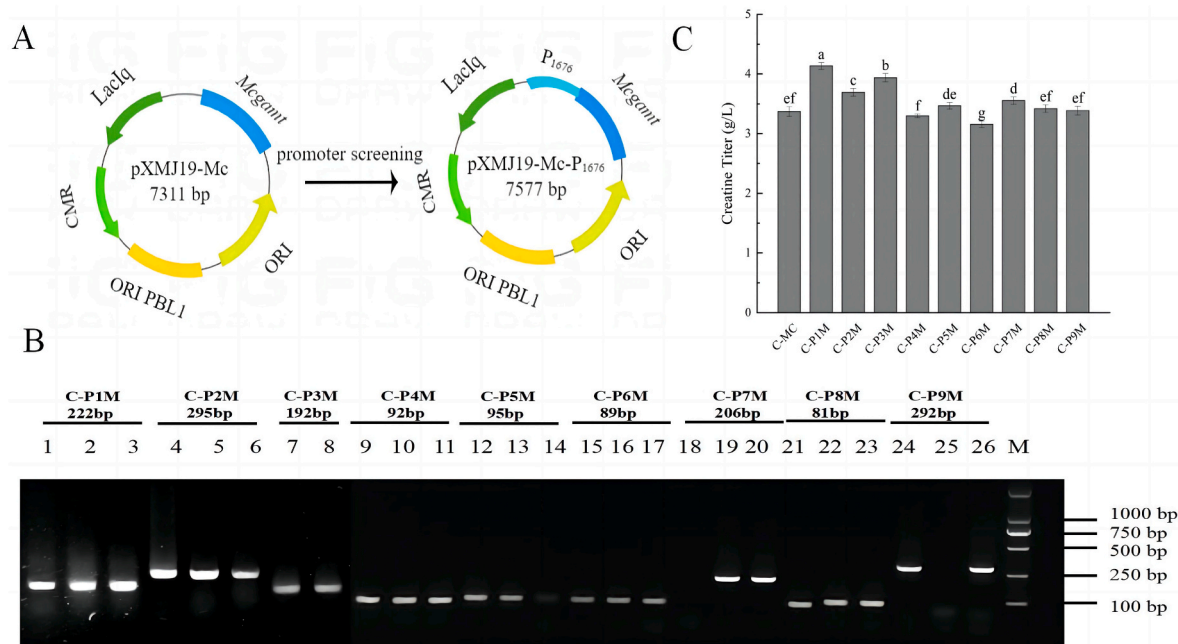 A
LacIq
Mcgamt
pXMJ19-Mc
7311 bp
CMR
ORI
ORI PBL1
promoter screening
LacIq
P1676
Mcgamt
pXMJ19-Mc-P1676
7577 bp
CMR
ORI
ORI PBL1
C
Creatine Titer (g/L)
5
4
3
2
1
0
ef a c b f de g d ef ef
C-MC C-P1M C-P2M C-P3M C-P4M C-P5M C-P6M C-P7M C-P8M C-P9M
B
C-P1M C-P2M C-P3M C-P4M C-P5M C-P6M C-P7M C-P8M C-P9M
222bp 295bp 192bp 92bp 95bp 89bp 206bp 81bp 292bp
1 2 3 4 5 6 7 8 9 10 11 12 13 14 15 16 17 18 19 20 21 22 23 24 25 26 M
1000 bp
750 bp
500 bp
250 bp
100 bp